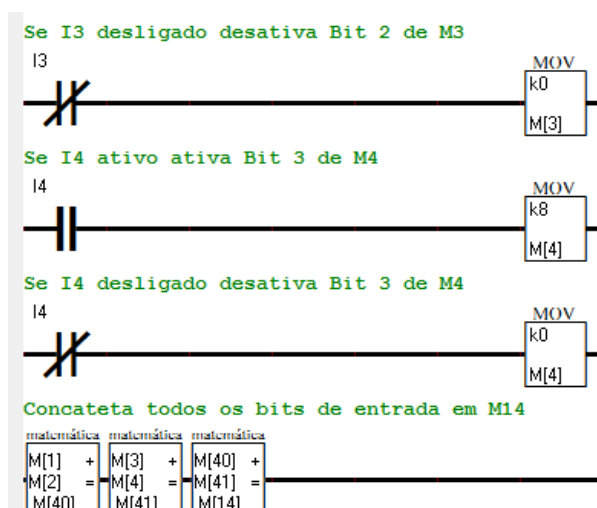 Se I3 desligado desativa Bit 2 de M3
I3
MOV
k0
M[3]
Se I4 ativo ativa Bit 3 de M4
I4
MOV
k8
M[4]
Se I4 desligado desativa Bit 3 de M4
I4
MOV
k0
M[4]
Concateta todos os bits de entrada em M14
matemática matemática matemática
M[1] + M[3] + M[40] +
M[2] = M[4] = M[41] =
M[40] M[41] M[14]